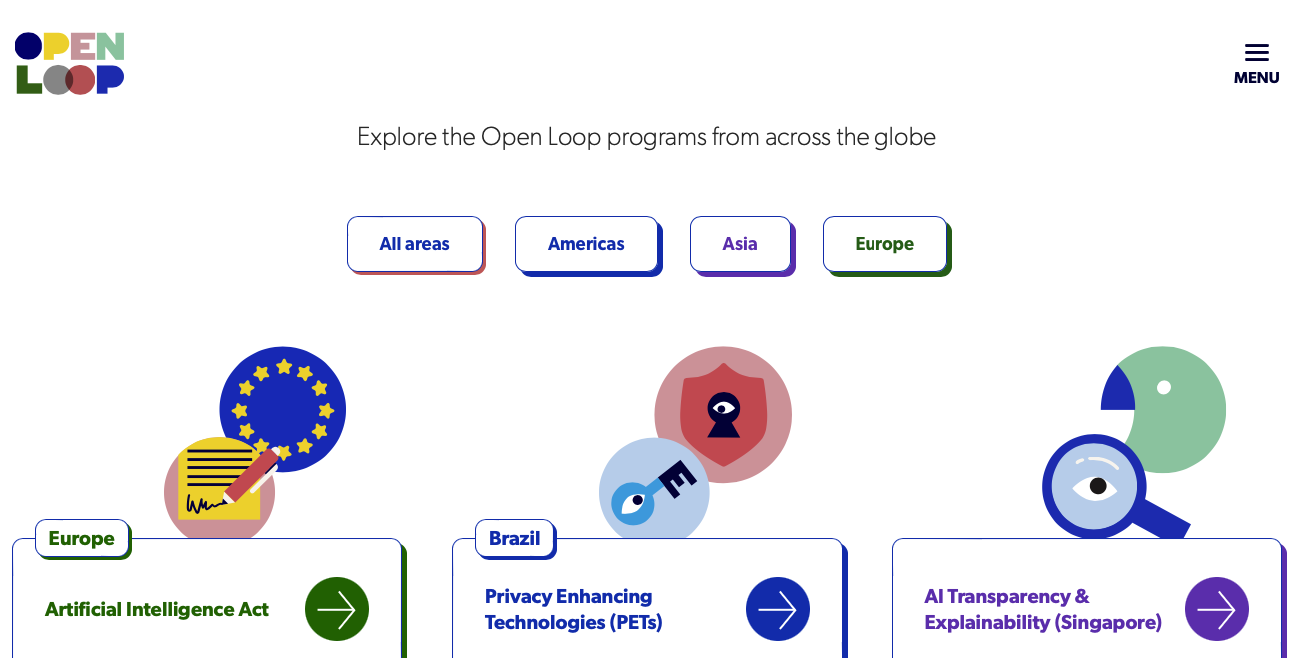 OPEN
LOOP
MENU
Explore the Open Loop programs from across the globe
All areas
Americas
Asia
Europe
Europe
Artificial Intelligence Act
Brazil
Privacy Enhancing
Technologies (PETs)
AI Transparency &
Explainability (Singapore)